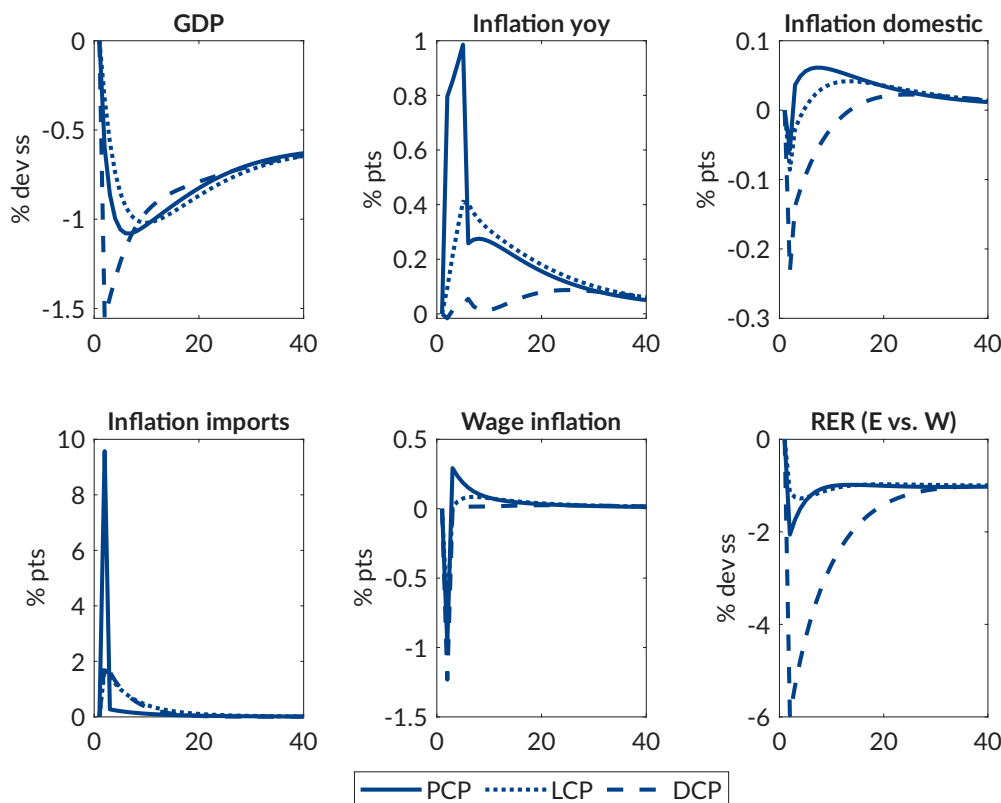 GDP
Inflation yoy
Inflation domestic
0
-0.5
-1
-1.5
% dev ss
0 20 40
1
0.8
0.6
0.4
0.2
0
% pts
0 20 40
0.1
0
-0.1
-0.2
-0.3
% pts
0 20 40
Inflation imports
Wage inflation
RER (E vs. W)
10
8
6
4
2
0
% pts
0 20 40
0.5
0
-0.5
-1
-1.5
% pts
0 20 40
0
-2
-4
-6
% dev ss
0 20 40
PCP LCP DCP